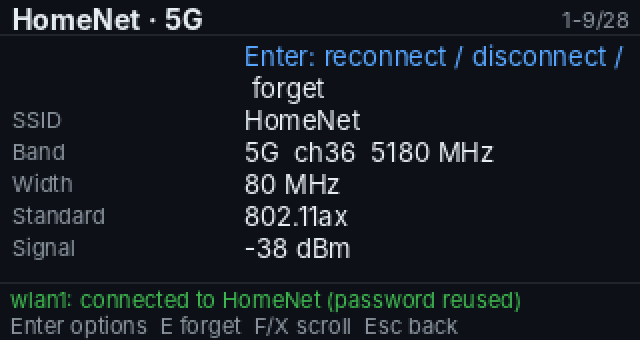 HomeNet · 5G 1-9/28
Enter: reconnect / disconnect /
forget
SSID HomeNet
Band 5G ch36 5180 MHz
Width 80 MHz
Standard 802.11ax
Signal -38 dBm
wlan1: connected to HomeNet (password reused)
Enter options E forget F/X scroll Esc back